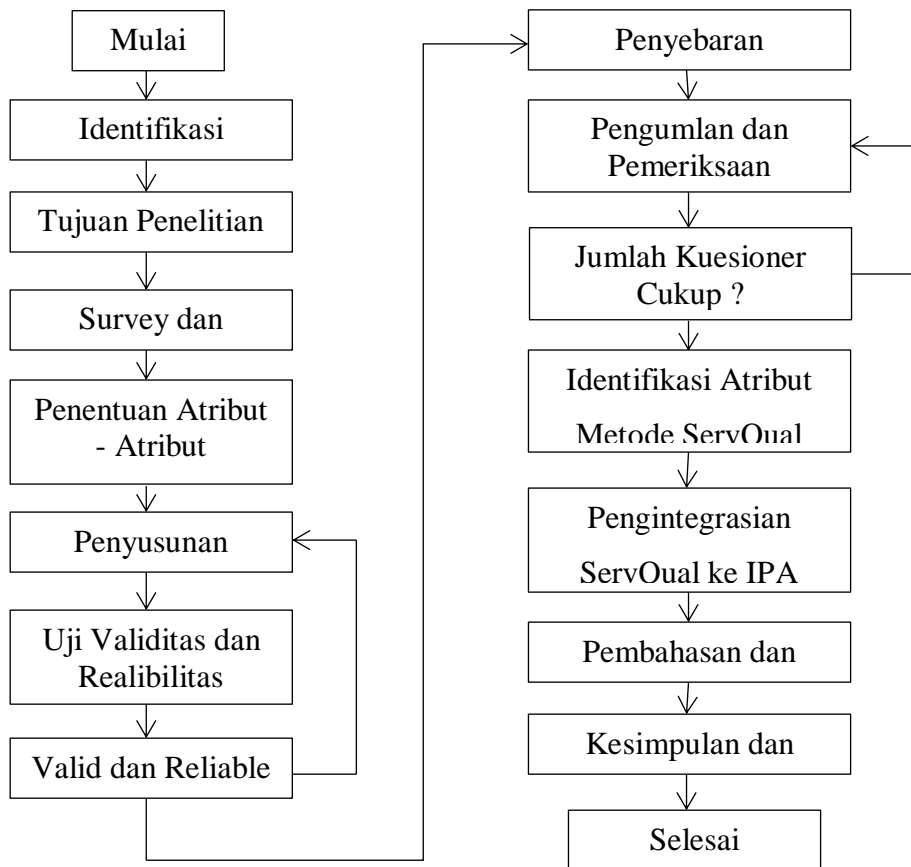 Mulai
Identifikasi
Tujuan Penelitian
Survey dan
Penentuan Atribut
- Atribut
Penyusunan
Uji Validitas dan
Realibilitas
Valid dan Reliable
Penyebaran
Pengumlan dan
Pemeriksaan
Jumlah Kuesioner
Cukup ?
Identifikasi Atribut
Metode ServQual
Pengintegrasian
ServQual ke IPA
Pembahasan dan
Kesimpulan dan
Selesai